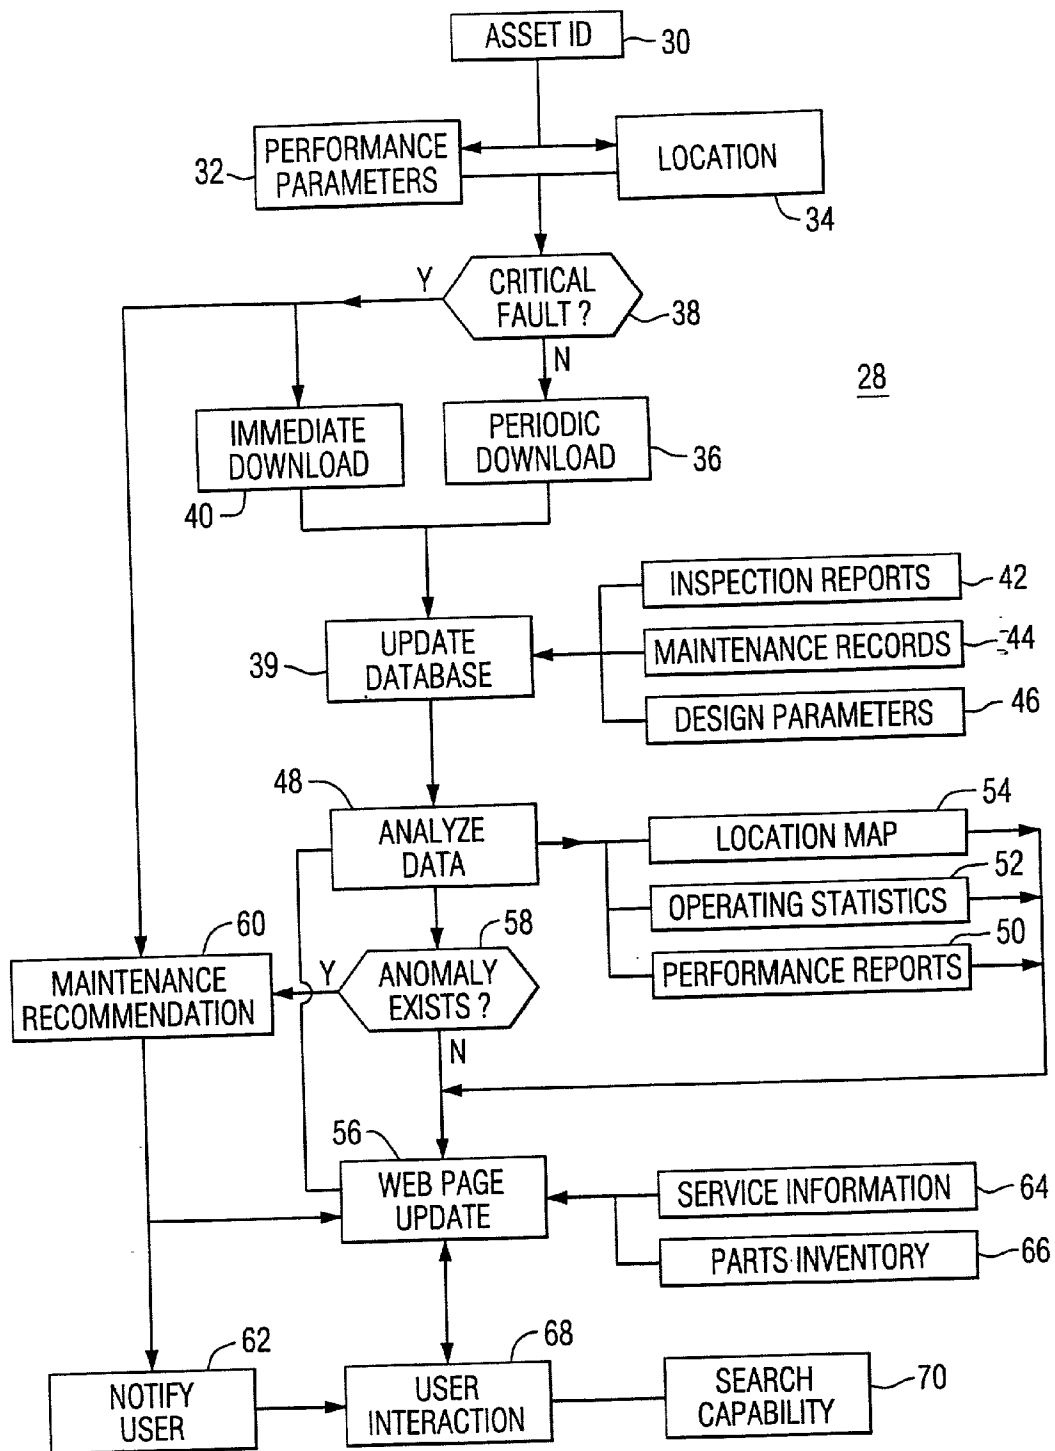 ASSET ID
30
PERFORMANCE
PARAMETERS
32
LOCATION
34
Y
CRITICAL
FAULT ?
38
N
28
IMMEDIATE
DOWNLOAD
40
PERIODIC
DOWNLOAD
36
UPDATE
DATABASE
39
INSPECTION REPORTS
42
MAINTENANCE RECORDS
44
DESIGN PARAMETERS
46
48
ANALYZE
DATA
LOCATION MAP
54
OPERATING STATISTICS
52
PERFORMANCE REPORTS
50
60
MAINTENANCE
RECOMMENDATION
Y
ANOMALY
EXISTS ?
58
N
56
WEB PAGE
UPDATE
SERVICE INFORMATION
64
PARTS INVENTORY
66
62
NOTIFY
USER
68
USER
INTERACTION
SEARCH
CAPABILITY
70